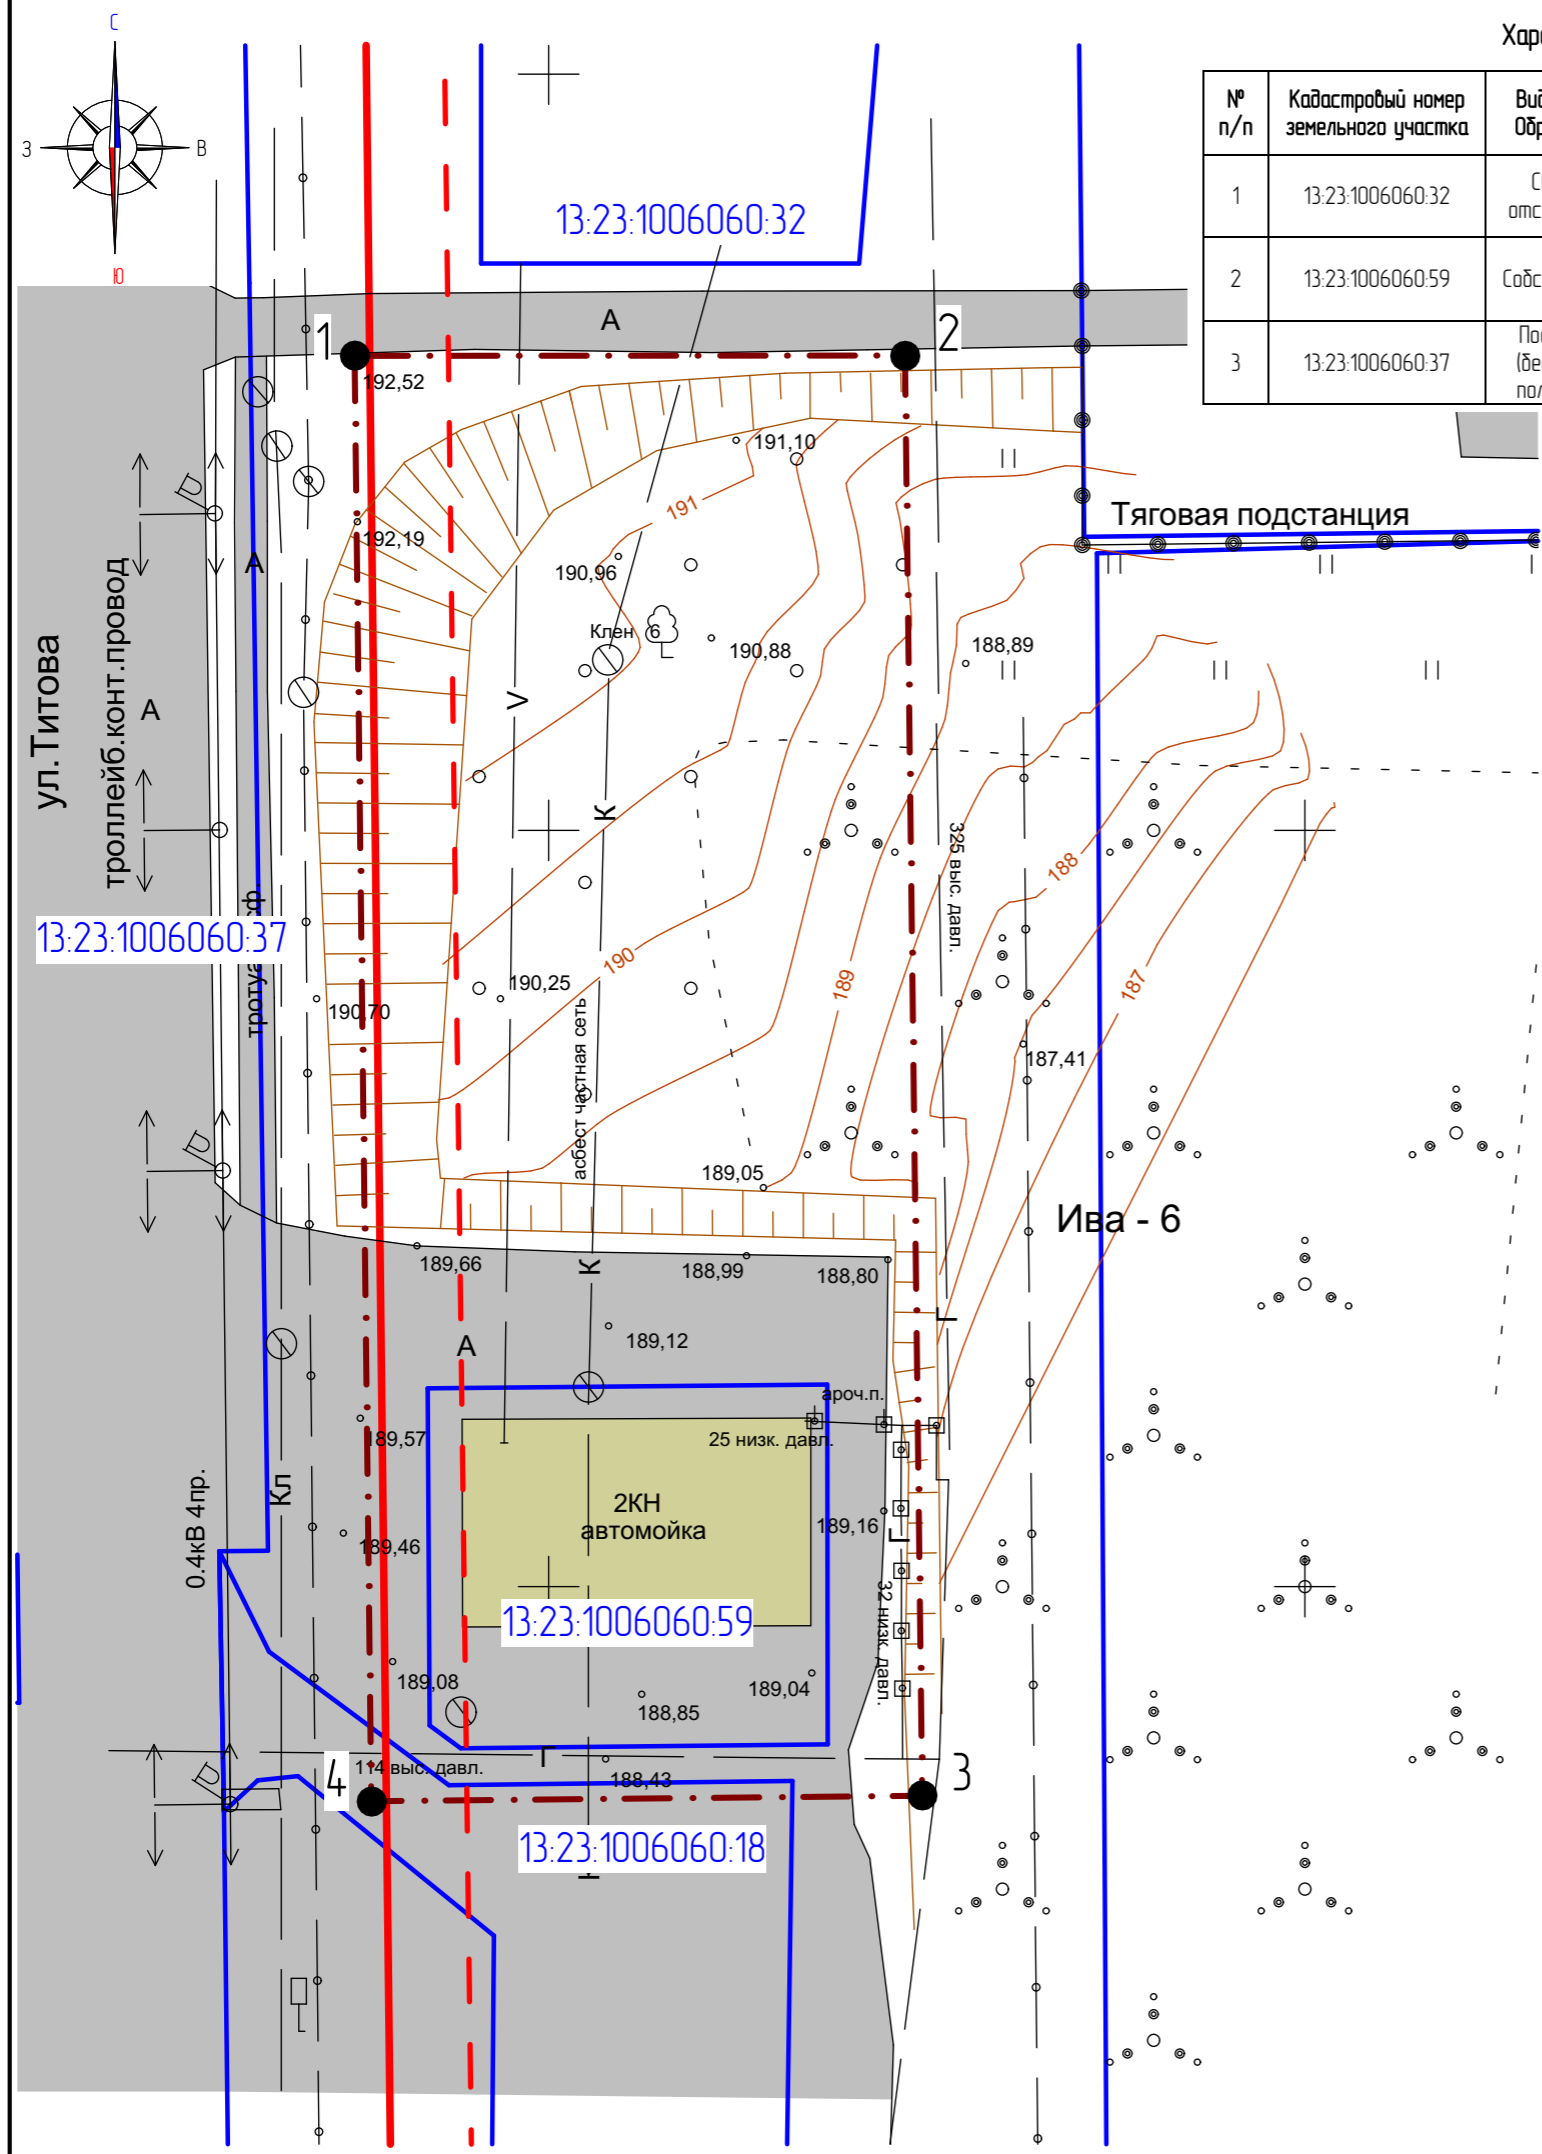 С
З
В
Ю
Хар
№ п/п
Кадастровый номер земельного участка
1
13:23:1006060:32
2
13:23:1006060:59
3
13:23:1006060:37
13:23:1006060:32
А
1
2
192,52
191,10
191
192,19
190,96
Клен
6
190,88
188,89
Тяговая подстанция
ул.Титова
троллейб.конт.провод
А
А
V
К
325 выс. давл.
188
13:23:1006060:37
190
189
187
190,25
190,70
асбест частная сеть
187,41
189,05
Ива - 6
189,66
188,99
188,80
К
Г
189,12
А
ароч.п.
189,57
25 низк. давл.
2КН
автомойка
189,16
Г
0.4кВ 4пр.
Кл
189,46
13:23:1006060:59
32 низк. давл.
189,08
188,85
189,04
Г
4
114 выс. давл.
188,43
3
13:23:1006060:18